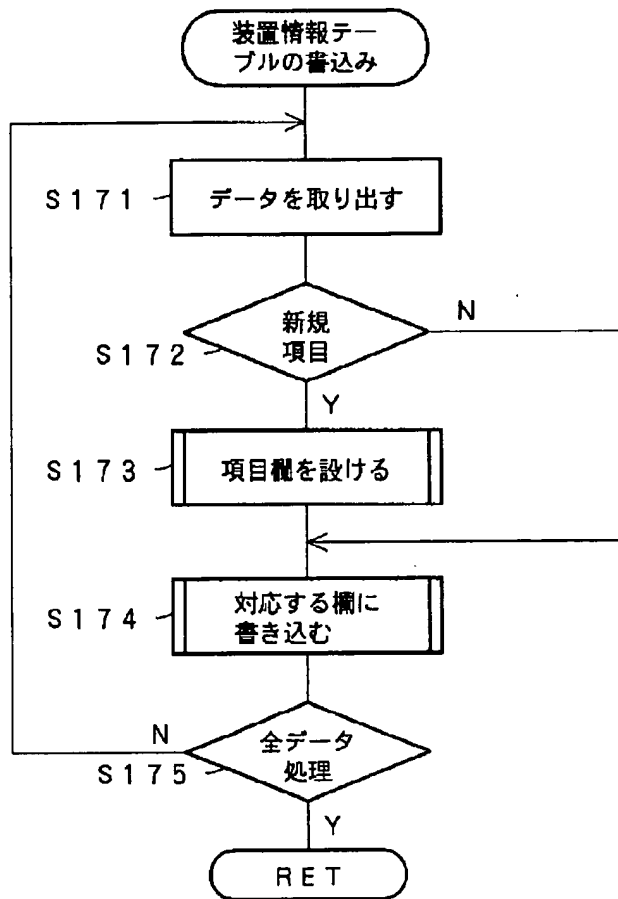 装置情報テー
ブルの書込み
S171
データを取り出す
新規
項目
N
S172
Y
S173
項目欄を設ける
S174
対応する欄に
書き込む
N
全データ
処理
S175
Y
RET